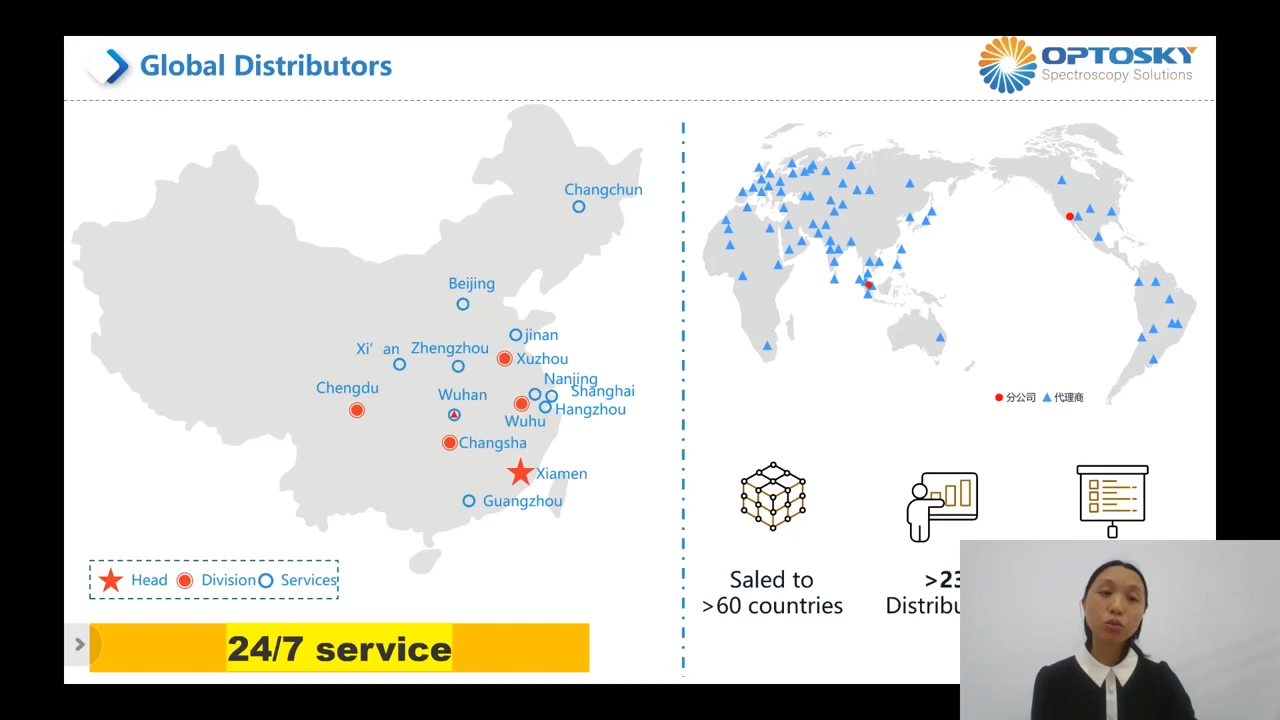 Global Distributors
OPTOSKY
Spectroscopy Solutions
Changchun
Beijing
jinan
Xi’ an
Zhengzhou
Xuzhou
Nanjing
Chengdu
Shanghai
Wuhan
Hangzhou
Wuhu
Changsha
Xiamen
Guangzhou
Head
Division
Services
24/7 service
分公司
代理商
Saled to
>60 countries
>23
Distribu